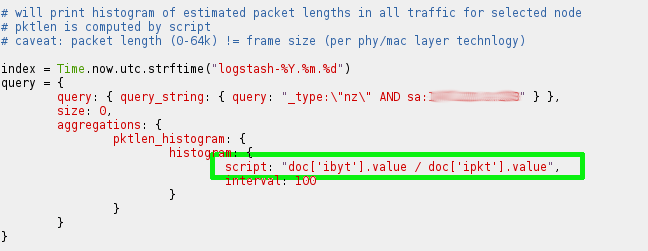 # will print histogram of estimated packet lengths in all traffic for selected node
# pktlen is computed by script
# caveat: packet length (0-64k) != frame size (per phy/mac layer technlogy)
index = Time.now.utc.strftime("logstash-%Y.%m.%d")
query = {
query: { query_string: { query: "_type:\"nz\" AND sa: " } },
size: 0,
aggregations: {
pktlen_histogram: {
histogram: {
script: "doc['ibyt'].value / doc['ipkt'].value",
interval: 100
}
}
}
}